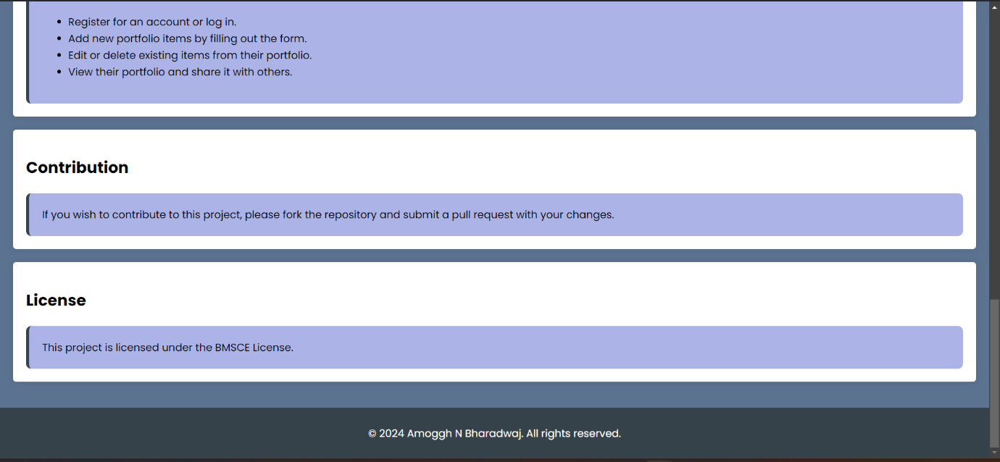 Register for an account or log in.
Add new portfolio items by filling out the form.
Edit or delete existing items from their portfolio.
View their portfolio and share it with others.
Contribution
If you wish to contribute to this project, please fork the repository and submit a pull request with your changes.
License
This project is licensed under the BMSCE License.
© 2024 Amoggh N Bharadwaj. All rights reserved.